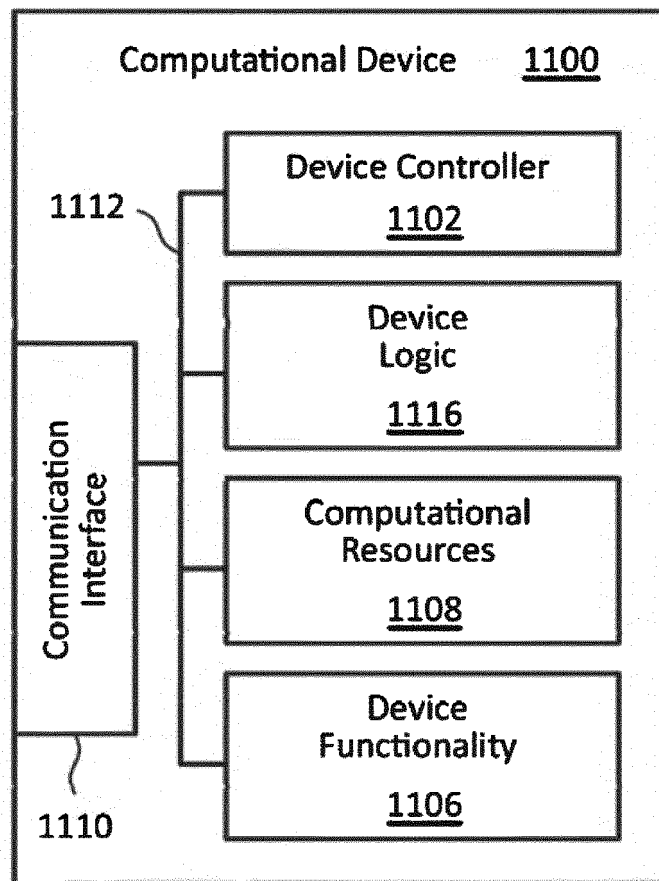 Computational Device 1100
Device Controller
1102
1112
Device
Logic
1116
Communication
Interface
Computational
Resources
1108
Device
Functionality
1106
1110